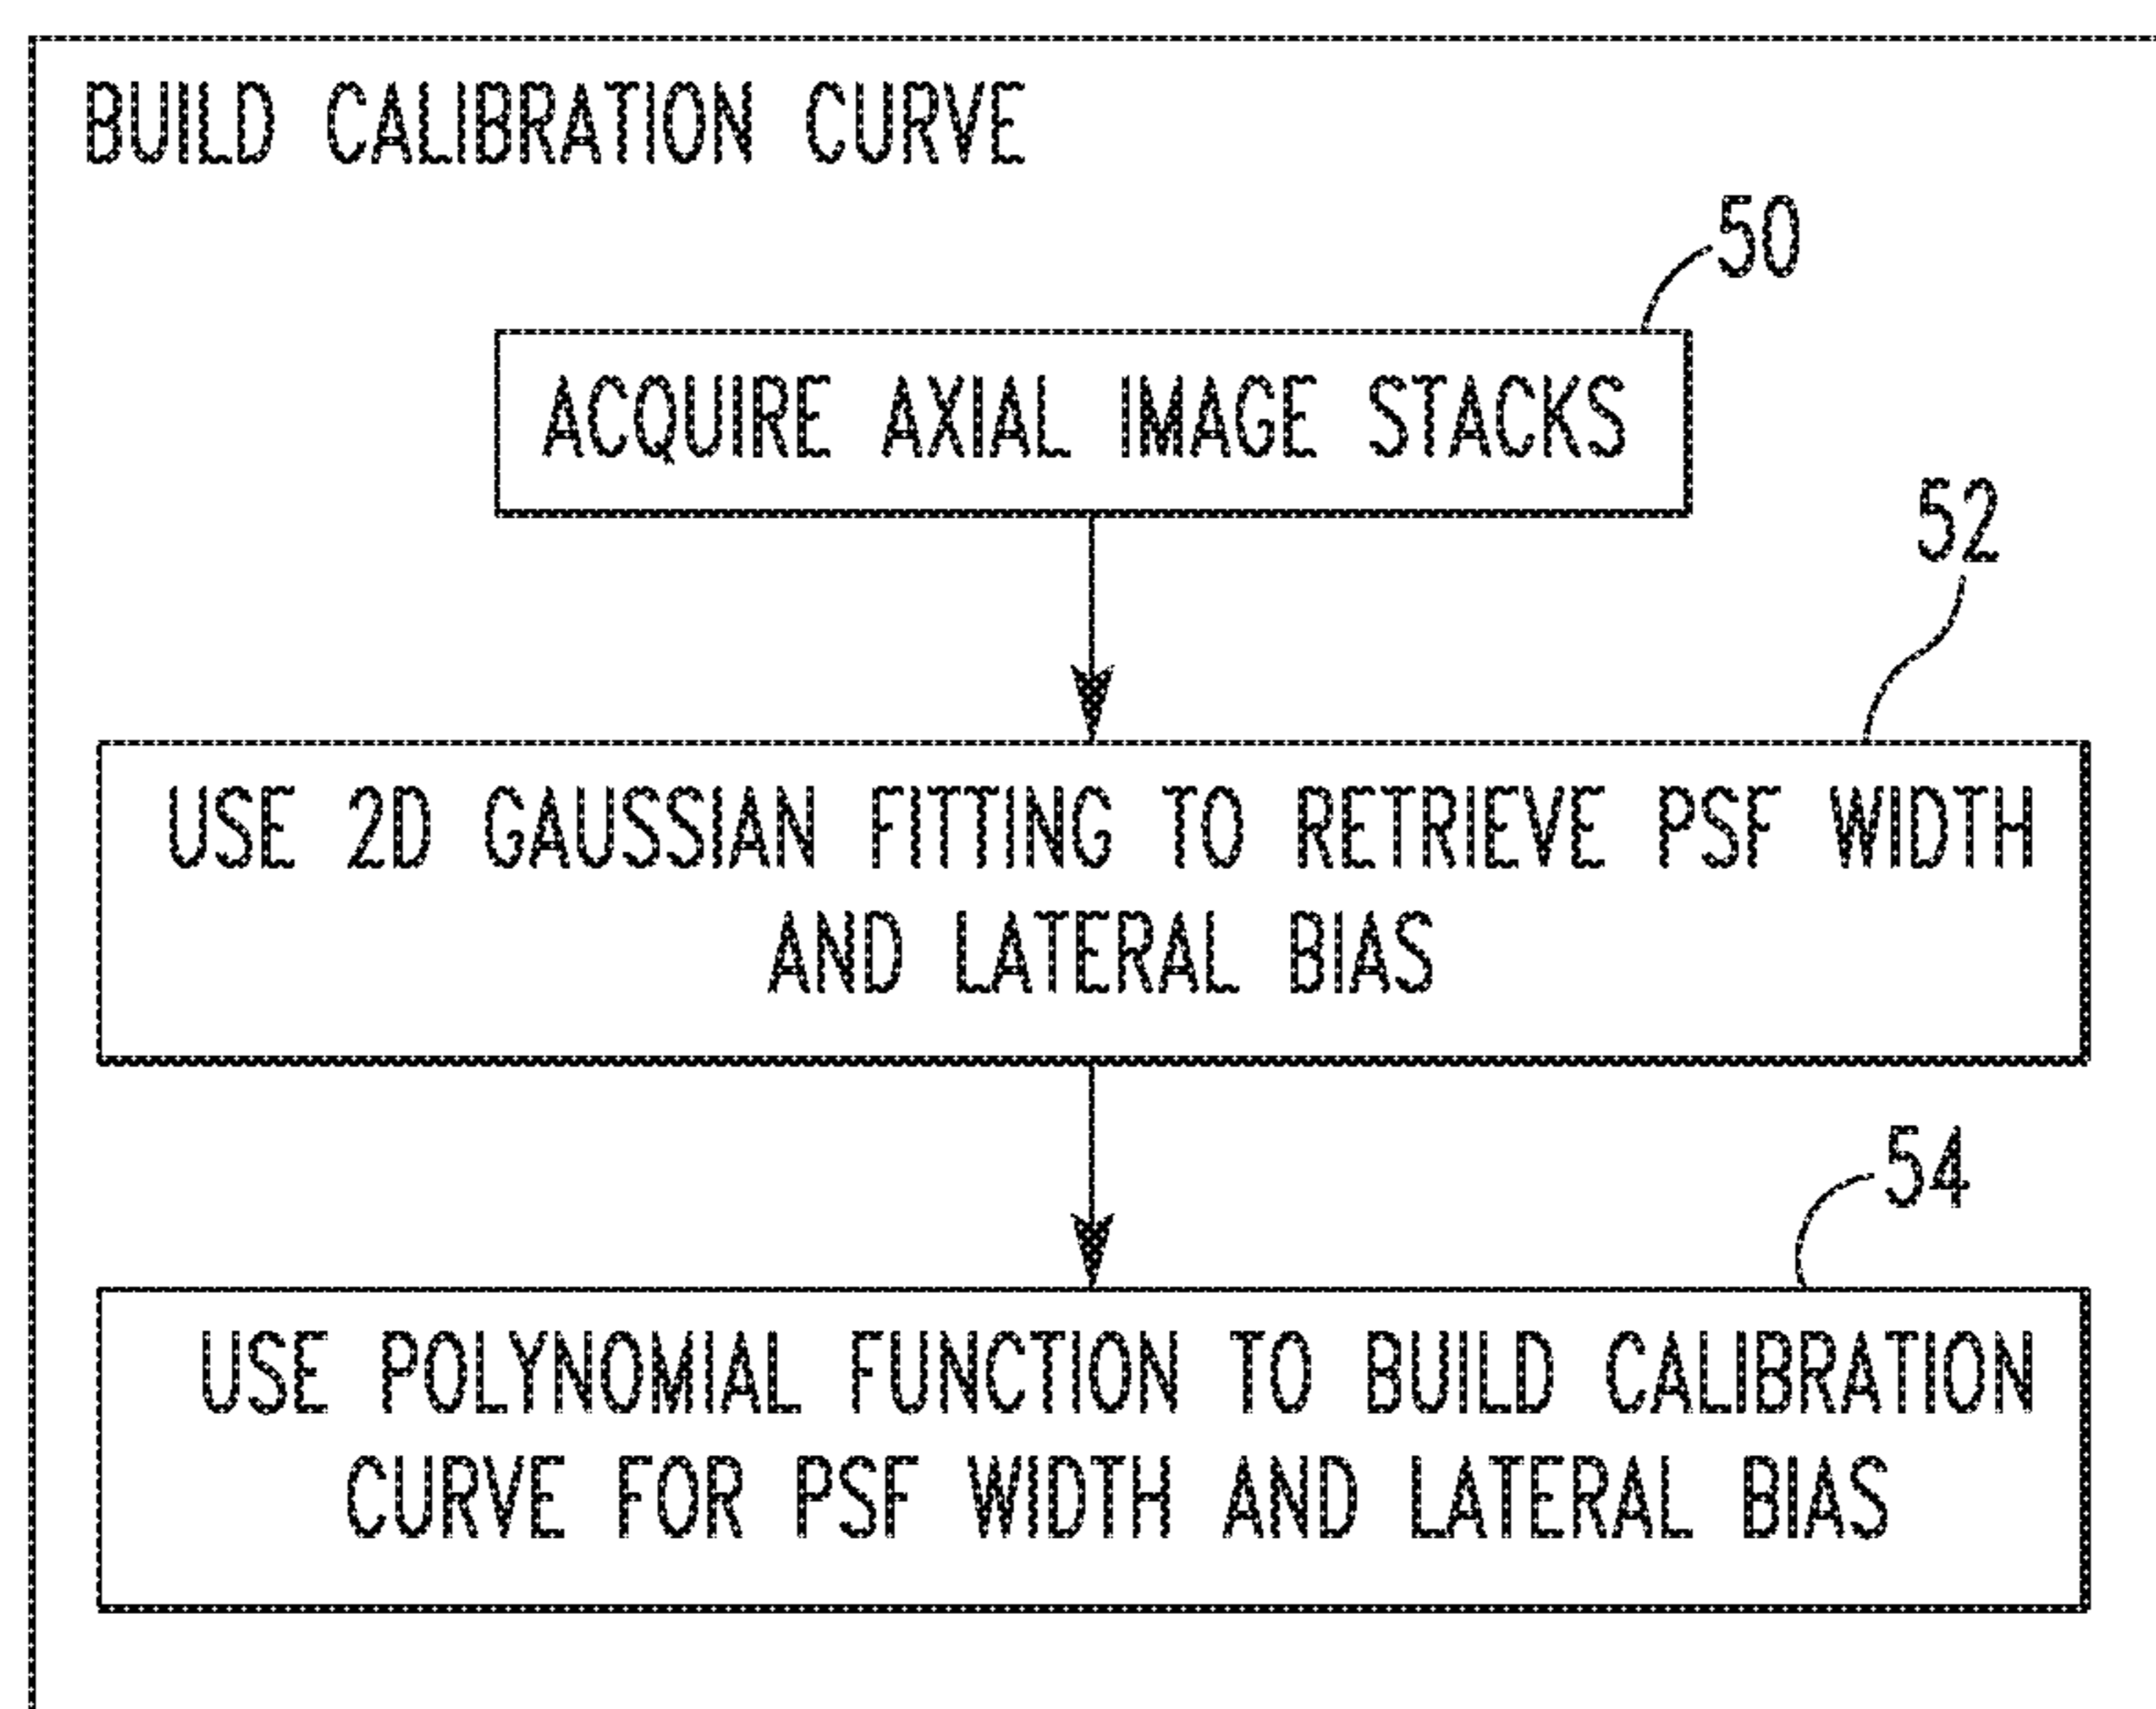 BUILD CALIBRATION CURVE
50
ACQUIRE AXIAL IMAGE STACKS
52
USE 2D GAUSSIAN FITTING TO RETRIEVE PSF WIDTH
AND LATERAL BIAS
54
USE POLYNOMIAL FUNCTION TO BUILD CALIBRATION
CURVE FOR PSF WIDTH AND LATERAL BIAS